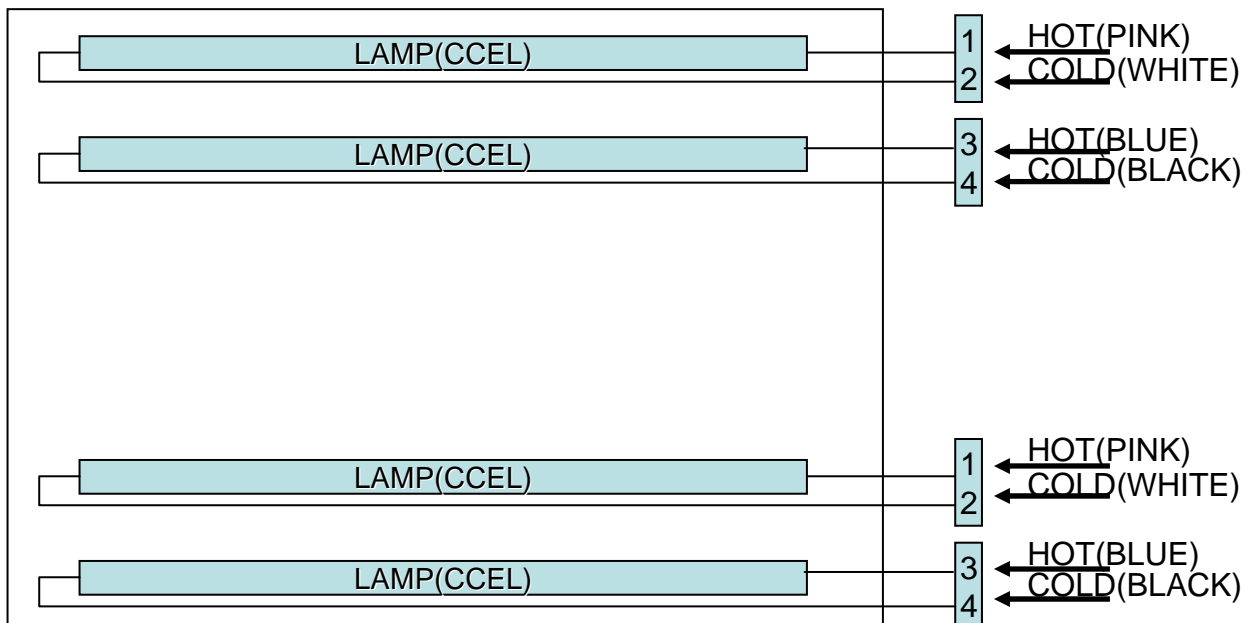 LAMP(CCEL)
1
HOT(PINK)
2
COLD(WHITE)
LAMP(CCEL)
3
HOT(BLUE)
4
COLD(BLACK)
LAMP(CCEL)
1
HOT(PINK)
2
COLD(WHITE)
LAMP(CCEL)
3
HOT(BLUE)
4
COLD(BLACK)